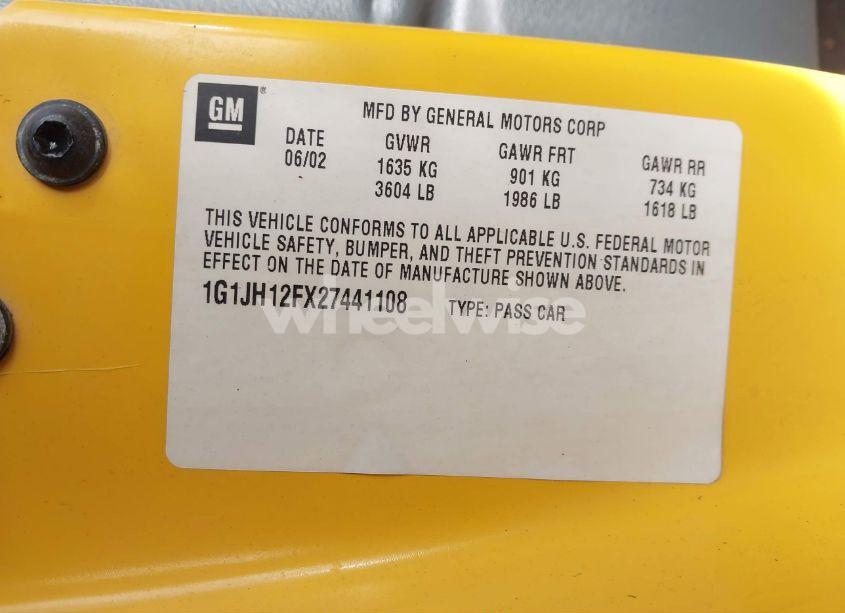 GM®
MFD BY GENERAL MOTORS CORP
DATE GVWR GAWR FRT GAWR RR
06/02 1635 KG 901 KG 734 KG
3604 LB 1986 LB 1618 LB
THIS VEHICLE CONFORMS TO ALL APPLICABLE U.S. FEDERAL MOTOR
VEHICLE SAFETY, BUMPER, AND THEFT PREVENTION STANDARDS IN
EFFECT ON THE DATE OF MANUFACTURE SHOWN ABOVE.
1G1JH12FX27441108 TYPE: PASS CAR
wheelwise